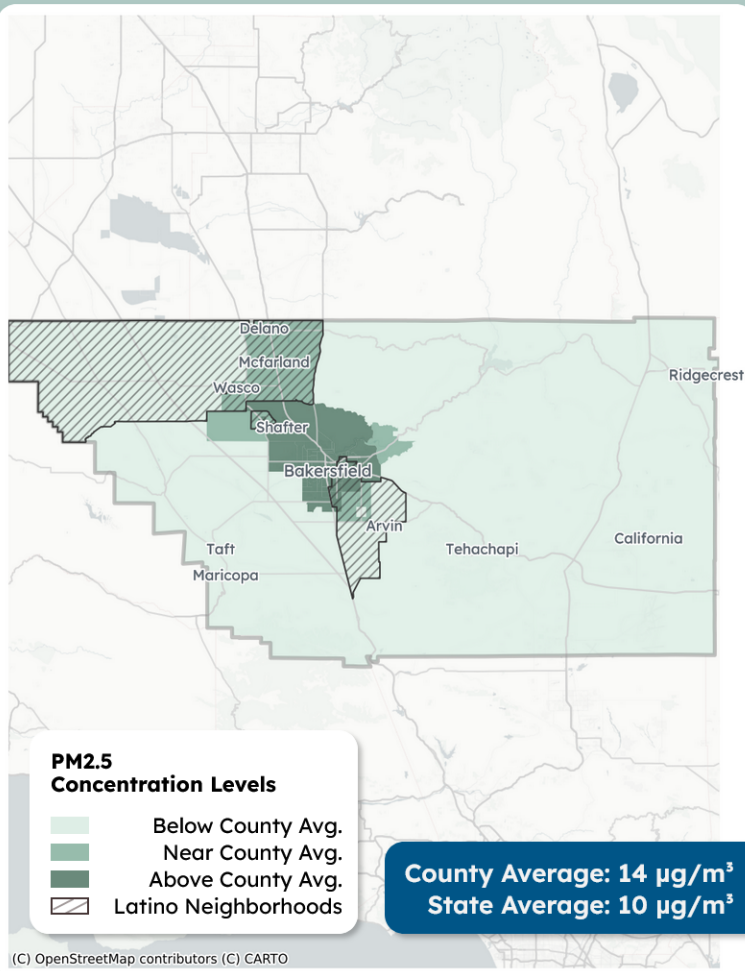 Delano
Mcfarland
Ridgecrest
Wasco
Shafter
Bakersfield
Arvin
California
Taft
Tehachapi
Maricopa
PM2.5
Concentration Levels
Below County Avg.
Near County Avg.
Above County Avg.
Latino Neighborhoods
County Average: 14 µg/m³
State Average: 10 µg/m³
(C) OpenStreetMap contributors (C) CARTO